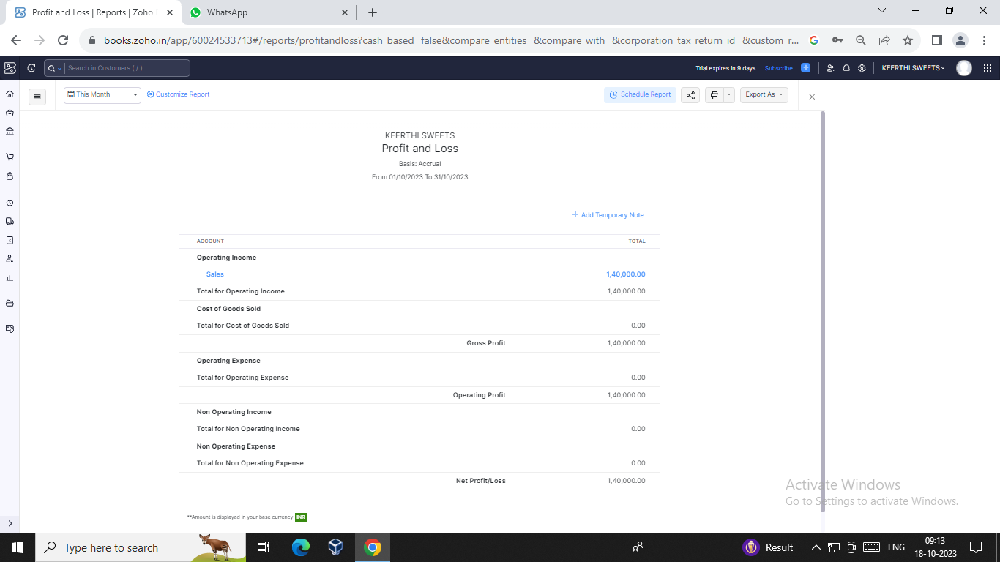 Profit and Loss | Reports | Zoho
WhatsApp
books.zoho.in/app/60024533713#/reports/profitandloss?cash_based=false&compare_entities=&compare_with=&corporation_tax_return_id=&custom_r...
Search in Customers ( / )
Trial expires in 9 days.
Subscribe
KEERTHI SWEETS
This Month
Customize Report
Schedule Report
Export As
KEERTHI SWEETS
Profit and Loss
Basis: Accrual
From 01/10/2023 To 31/10/2023
Add Temporary Note
ACCOUNT TOTAL
Operating Income
Sales 1,40,000.00
Total for Operating Income 1,40,000.00
Cost of Goods Sold
Total for Cost of Goods Sold 0.00
Gross Profit 1,40,000.00
Operating Expense
Total for Operating Expense 0.00
Operating Profit 1,40,000.00
Non Operating Income
Total for Non Operating Income 0.00
Non Operating Expense
Total for Non Operating Expense 0.00
Net Profit/Loss 1,40,000.00
Activate Windows
Go to Settings to activate Windows.
**Amount is displayed in your base currency INR
Type here to search
Result
ENG
09:13
18-10-2023